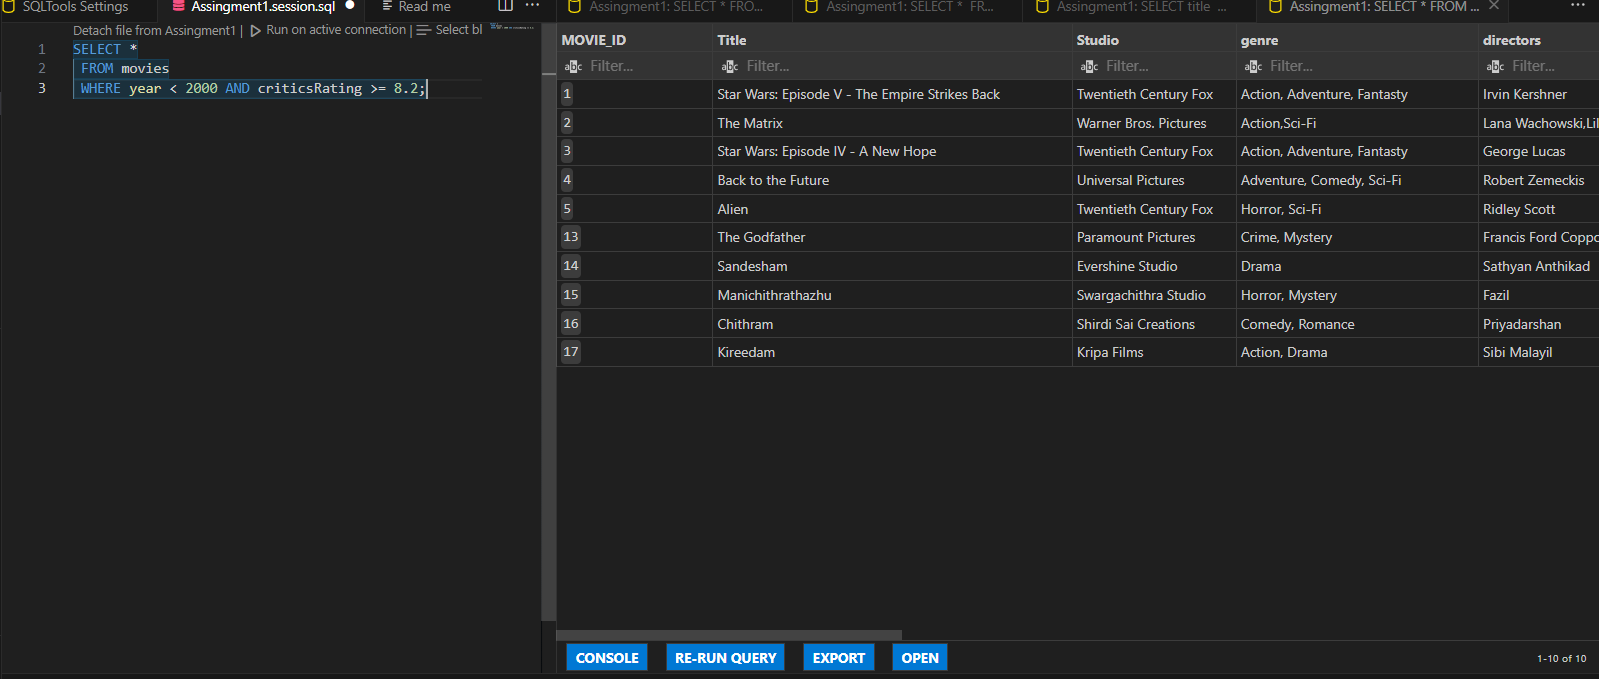 SQLTools Settings Assingment1.session.sql Read me
Detach file from Assingment1 | Run on active connection | Select bl
1 SELECT *
2 FROM movies
3 WHERE year < 2000 AND criticsRating >= 8.2;
Assingment1: SELECT * FRO... Assingment1: SELECT * FR... Assingment1: SELECT title ... Assingment1: SELECT * FROM ...
MOVIE_ID Title Studio genre directors
abc Filter... abc Filter... abc Filter... abc Filter... abc Filter...
1 Star Wars: Episode V - The Empire Strikes Back Twentieth Century Fox Action, Adventure, Fantasty Irvin Kershner
2 The Matrix Warner Bros. Pictures Action,Sci-Fi Lana Wachowski,Lil
3 Star Wars: Episode IV - A New Hope Twentieth Century Fox Action, Adventure, Fantasty George Lucas
4 Back to the Future Universal Pictures Adventure, Comedy, Sci-Fi Robert Zemeckis
5 Alien Twentieth Century Fox Horror, Sci-Fi Ridley Scott
13 The Godfather Paramount Pictures Crime, Mystery Francis Ford Coppo
14 Sandesham Evershine Studio Drama Sathyan Anthikad
15 Manichithrathazhu Swargachithra Studio Horror, Mystery Fazil
16 Chithram Shirdi Sai Creations Comedy, Romance Priyadarshan
17 Kireedam Kripa Films Action, Drama Sibi Malayil
CONSOLE RE-RUN QUERY EXPORT OPEN 1-10 of 10